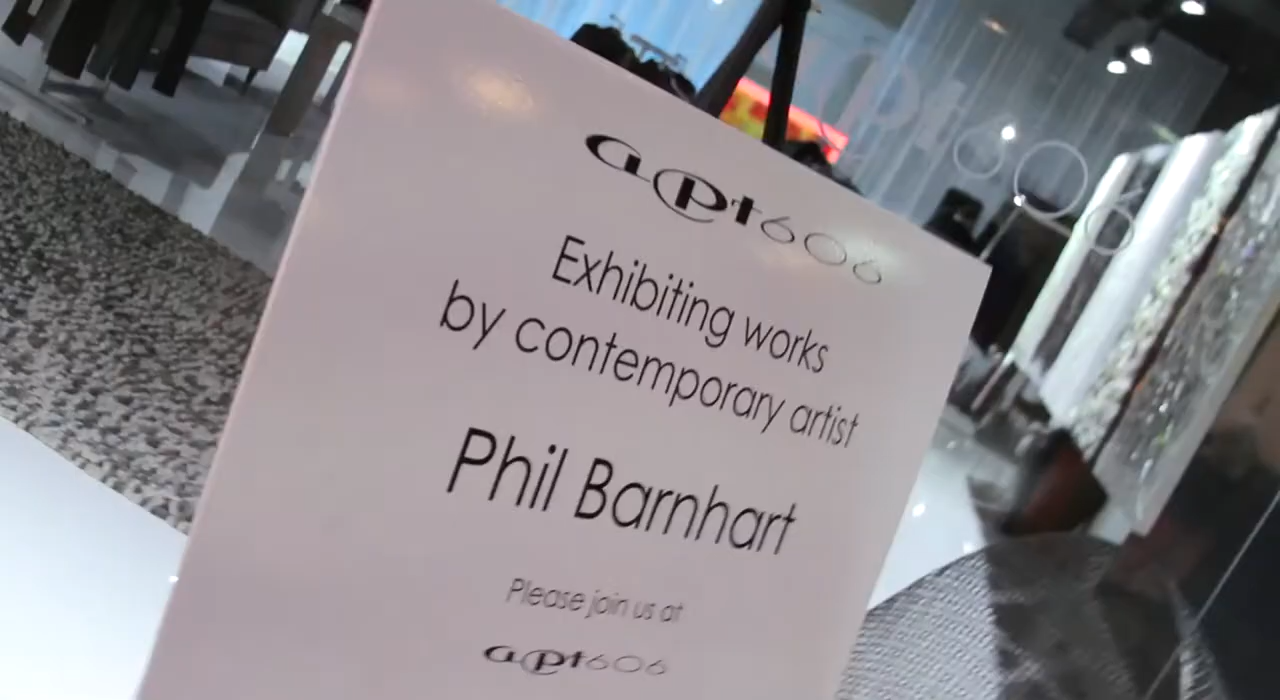 apt606
Exhibiting works
by contemporary artist
Phil Barnhart
Please join us at
apt606